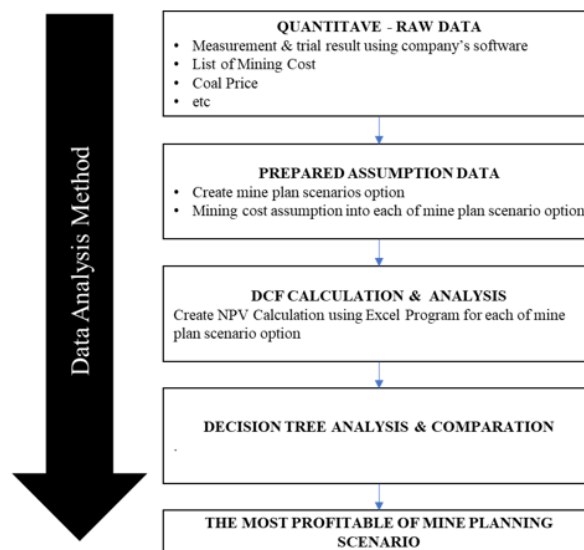 Data Analysis Method
QUANTITAVE - RAW DATA
• Measurement & trial result using company's software
• List of Mining Cost
• Coal Price
• etc
PREPARED ASSUMPTION DATA
• Create mine plan scenarios option
• Mining cost assumption into each of mine plan scenario option
DCF CALCULATION & ANALYSIS
Create NPV Calculation using Excel Program for each of mine
plan scenario option
DECISION TREE ANALYSIS & COMPARATION
.
THE MOST PROFITABLE OF MINE PLANNING
SCENARIO